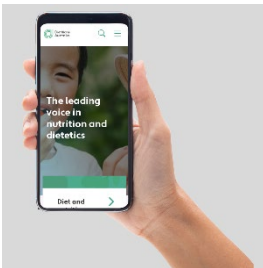 The leading
voice in
nutrition and
dietetics
Diet and